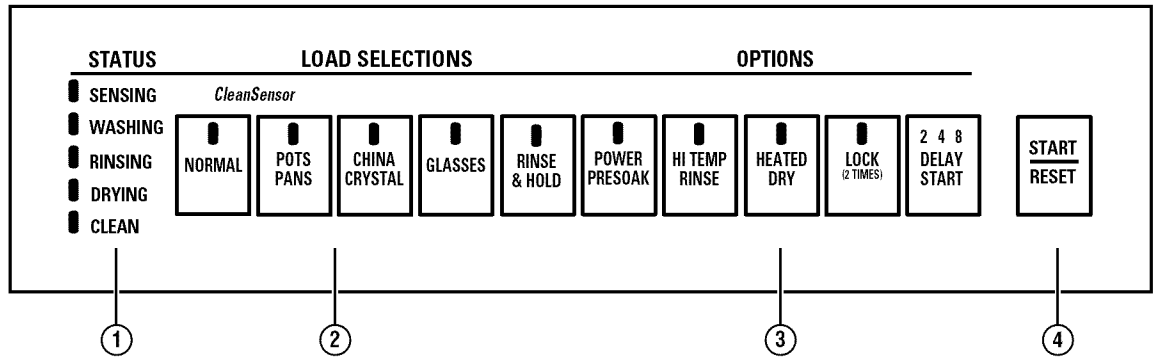 STATUS LOAD SELECTIONS OPTIONS
SENSING
WASHING
RINSING
DRYING
CLEAN
CleanSensor
NORMAL
POTS
PANS
CHINA
CRYSTAL
GLASSES
RINSE
& HOLD
POWER
PRESOAK
HI TEMP
RINSE
HEATED
DRY
LOCK
(2 TIMES)
2 4 8
DELAY
START
START
RESET
1 2 3 4